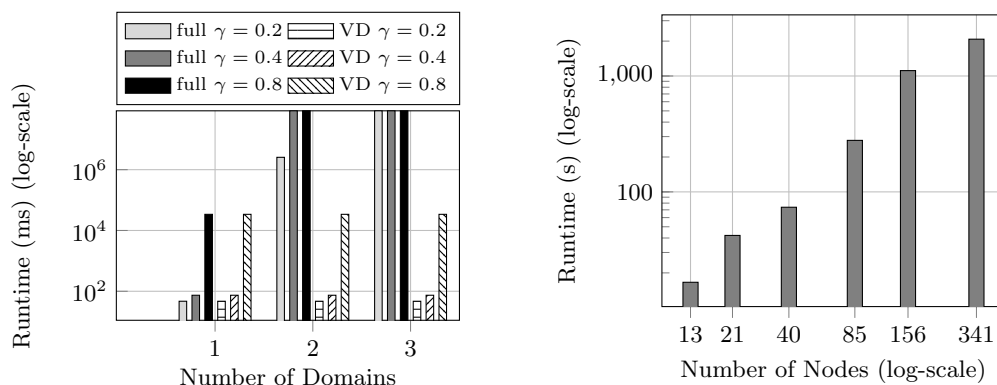 full γ = 0.2 VD γ = 0.2
full γ = 0.4 VD γ = 0.4
full γ = 0.8 VD γ = 0.8
Runtime (ms) (log-scale)
10^6
10^4
10^2
1 2 3
Number of Domains
Runtime (s) (log-scale)
1,000
100
13 21 40 85 156 341
Number of Nodes (log-scale)